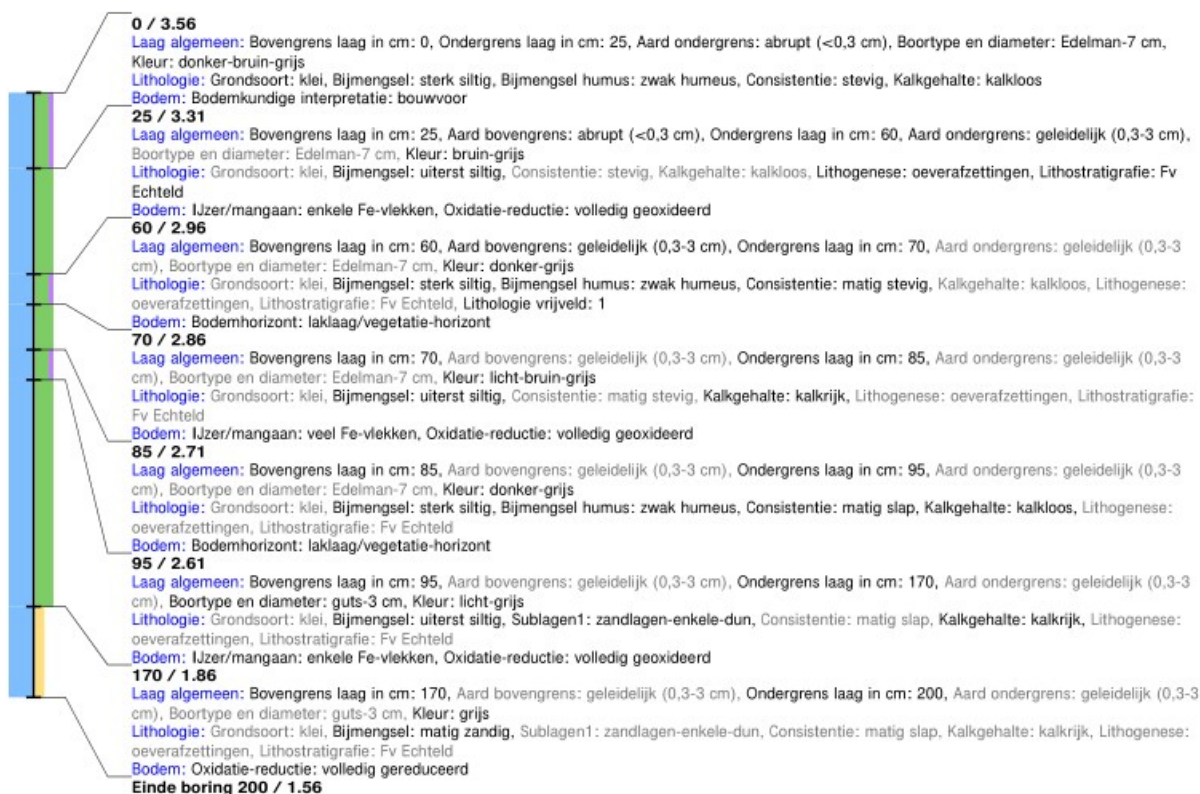 0 / 3.56
Laag algemeen: Bovengrens laag in cm: 0, Ondergrens laag in cm: 25, Aard ondergrens: abrupt (<0,3 cm), Boortype en diameter: Edelman-7 cm,
Kleur: donker-bruin-grijs
Lithologie: Grondsoort: klei, Bijmengsel: sterk siltig, Bijmengsel humus: zwak humeus, Consistentie: stevig, Kalkgehalte: kalkloos
Bodem: Bodemkundige interpretatie: bouwvoor
25 / 3.31
Laag algemeen: Bovengrens laag in cm: 25, Aard bovengrens: abrupt (<0,3 cm), Ondergrens laag in cm: 60, Aard ondergrens: geleidelijk (0,3-3 cm),
Boortype en diameter: Edelman-7 cm, Kleur: bruin-grijs
Lithologie: Grondsoort: klei, Bijmengsel: uiterst siltig, Consistentie: stevig, Kalkgehalte: kalkloos, Lithogenese: oeverafzettingen, Lithostratigrafie: Fv
Echteld
Bodem: IJzer/mangaan: enkele Fe-vlekken, Oxidatie-reductie: volledig geoxideerd
60 / 2.96
Laag algemeen: Bovengrens laag in cm: 60, Aard bovengrens: geleidelijk (0,3-3 cm), Ondergrens laag in cm: 70, Aard ondergrens: geleidelijk (0,3-3
cm), Boortype en diameter: Edelman-7 cm, Kleur: donker-grijs
Lithologie: Grondsoort: klei, Bijmengsel: sterk siltig, Bijmengsel humus: zwak humeus, Consistentie: matig stevig, Kalkgehalte: kalkloos, Lithogenese:
oeverafzettingen, Lithostratigrafie: Fv Echteld, Lithologie vrijveld: 1
Bodem: Bodemhorizont: laklaag/vegetatie-horizont
70 / 2.86
Laag algemeen: Bovengrens laag in cm: 70, Aard bovengrens: geleidelijk (0,3-3 cm), Ondergrens laag in cm: 85, Aard ondergrens: geleidelijk (0,3-3
cm), Boortype en diameter: Edelman-7 cm, Kleur: licht-bruin-grijs
Lithologie: Grondsoort: klei, Bijmengsel: uiterst siltig, Consistentie: matig stevig, Kalkgehalte: kalkrijk, Lithogenese: oeverafzettingen, Lithostratigrafie:
Fv Echteld
Bodem: IJzer/mangaan: veel Fe-vlekken, Oxidatie-reductie: volledig geoxideerd
85 / 2.71
Laag algemeen: Bovengrens laag in cm: 85, Aard bovengrens: geleidelijk (0,3-3 cm), Ondergrens laag in cm: 95, Aard ondergrens: geleidelijk (0,3-3
cm), Boortype en diameter: Edelman-7 cm, Kleur: donker-grijs
Lithologie: Grondsoort: klei, Bijmengsel: sterk siltig, Bijmengsel humus: zwak humeus, Consistentie: matig slap, Kalkgehalte: kalkloos, Lithogenese:
oeverafzettingen, Lithostratigrafie: Fv Echteld
Bodem: Bodemhorizont: laklaag/vegetatie-horizont
95 / 2.61
Laag algemeen: Bovengrens laag in cm: 95, Aard bovengrens: geleidelijk (0,3-3 cm), Ondergrens laag in cm: 170, Aard ondergrens: geleidelijk (0,3-3
cm), Boortype en diameter: guts-3 cm, Kleur: licht-grijs
Lithologie: Grondsoort: klei, Bijmengsel: uiterst siltig, Sublagen1: zandlagen-enkele-dun, Consistentie: matig slap, Kalkgehalte: kalkrijk, Lithogenese:
oeverafzettingen, Lithostratigrafie: Fv Echteld
Bodem: IJzer/mangaan: enkele Fe-vlekken, Oxidatie-reductie: volledig geoxideerd
170 / 1.86
Laag algemeen: Bovengrens laag in cm: 170, Aard bovengrens: geleidelijk (0,3-3 cm), Ondergrens laag in cm: 200, Aard ondergrens: geleidelijk (0,3-3
cm), Boortype en diameter: guts-3 cm, Kleur: grijs
Lithologie: Grondsoort: klei, Bijmengsel: matig zandig, Sublagen1: zandlagen-enkele-dun, Consistentie: matig slap, Kalkgehalte: kalkrijk, Lithogenese:
oeverafzettingen, Lithostratigrafie: Fv Echteld
Bodem: Oxidatie-reductie: volledig gereduceerd
Einde boring 200 / 1.56